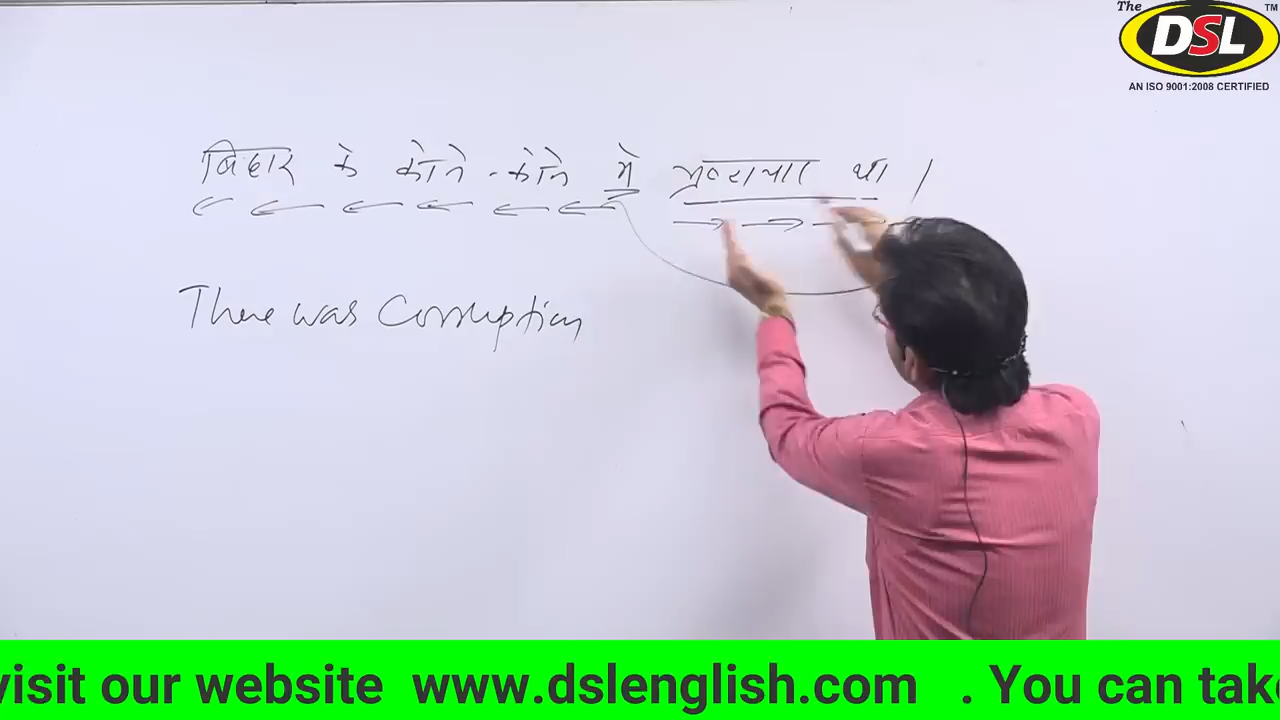 The
DSL
TM
AN ISO 9001:2008 CERTIFIED
बिहार के कोने-कोने में भ्रष्टाचार था।
There was Corruption
visit our website www.dslenglish.com . You can take